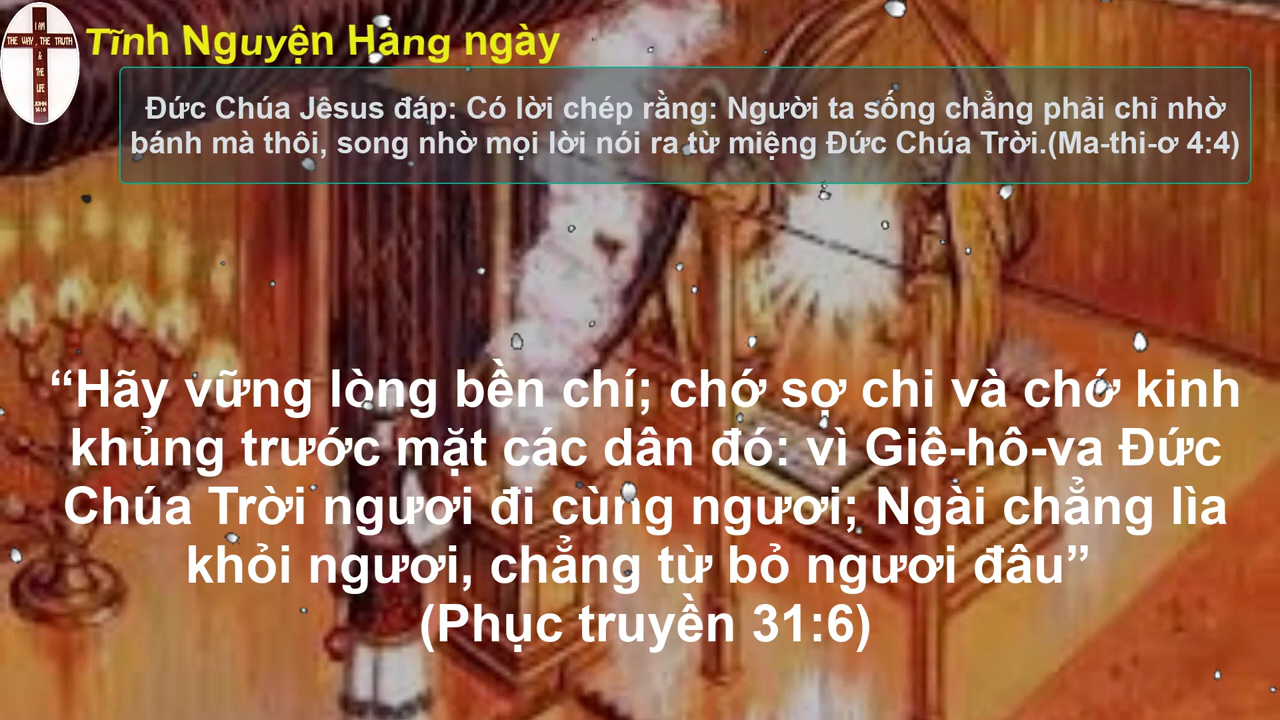 I AM
THE WAY, THE TRUTH
&
THE
LIFE
JOHN
Tĩnh Nguyện Hàng ngày
Đức Chúa Jêsus đáp: Có lời chép rằng: Người ta sống chẳng phải chỉ nhờ
bánh mà thôi, song nhờ mọi lời nói ra từ miệng Đức Chúa Trời.(Ma-thi-ơ 4:4)
“Hãy vững lòng bền chí; chớ sợ chi và chớ kinh
khủng trước mặt các dân đó: vì Giê-hô-va Đức
Chúa Trời ngươi đi cùng ngươi; Ngài chẳng lìa
khỏi ngươi, chẳng từ bỏ ngươi đâu”
(Phục truyền 31:6)